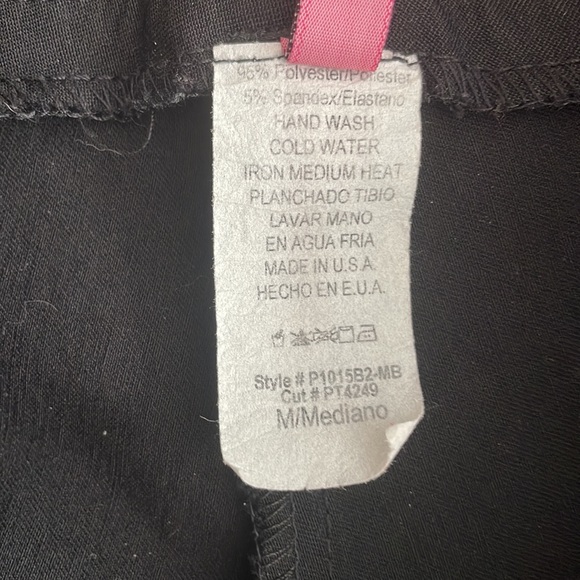 Polyester/Poliester
5% Spandex/Elastano
HAND WASH
COLD WATER
IRON MEDIUM HEAT
PLANCHADO TIBIO
LAVAR MANO
EN AGUA FRIA
MADE IN U.S.A.
HECHO EN E.U.A.
Style # P1015B2-MB
Cut # PT4249
M/Mediano